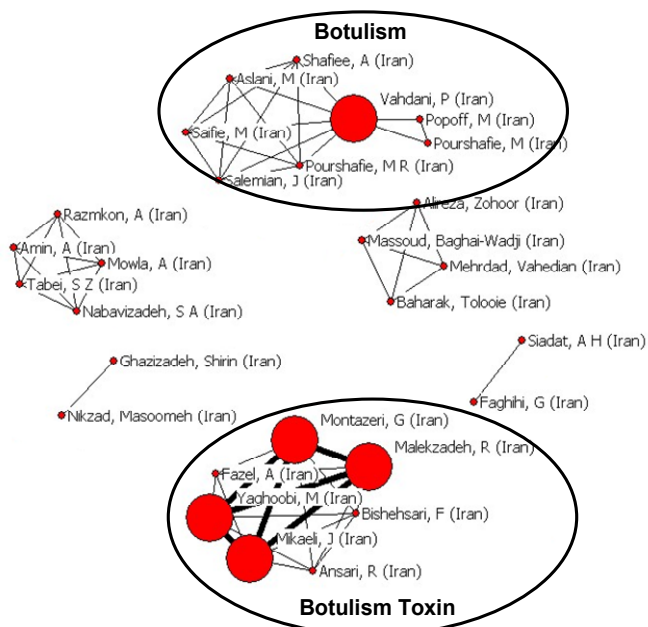 Botulism
Shafiee, A (Iran)
Aslani, M (Iran)
Vahdani, P (Iran)
Popoff, M (Iran)
Saifie, M (Iran)
Pourshafie, M (Iran)
Pourshafie, M R (Iran)
Salemian, J (Iran)
Alireza, Zohoor (Iran)
Razmkon, A (Iran)
Massoud, Baghai-Wadji (Iran)
Amin, A (Iran)
Mowla, A (Iran)
Mehrdad, Vahedian (Iran)
Tabei, S Z (Iran)
Baharak, Tolooie (Iran)
Nabavizadeh, S A (Iran)
Siadat, A H (Iran)
Ghazizadeh, Shirin (Iran)
Faghihi, G (Iran)
Nikzad, Masoomeh (Iran)
Montazeri, G (Iran)
Malekzadeh, R (Iran)
Fazel, A (Iran)
Yaghoobi, M (Iran)
Bishehsari, F (Iran)
Mikaeli, J (Iran)
Ansari, R (Iran)
Botulism Toxin